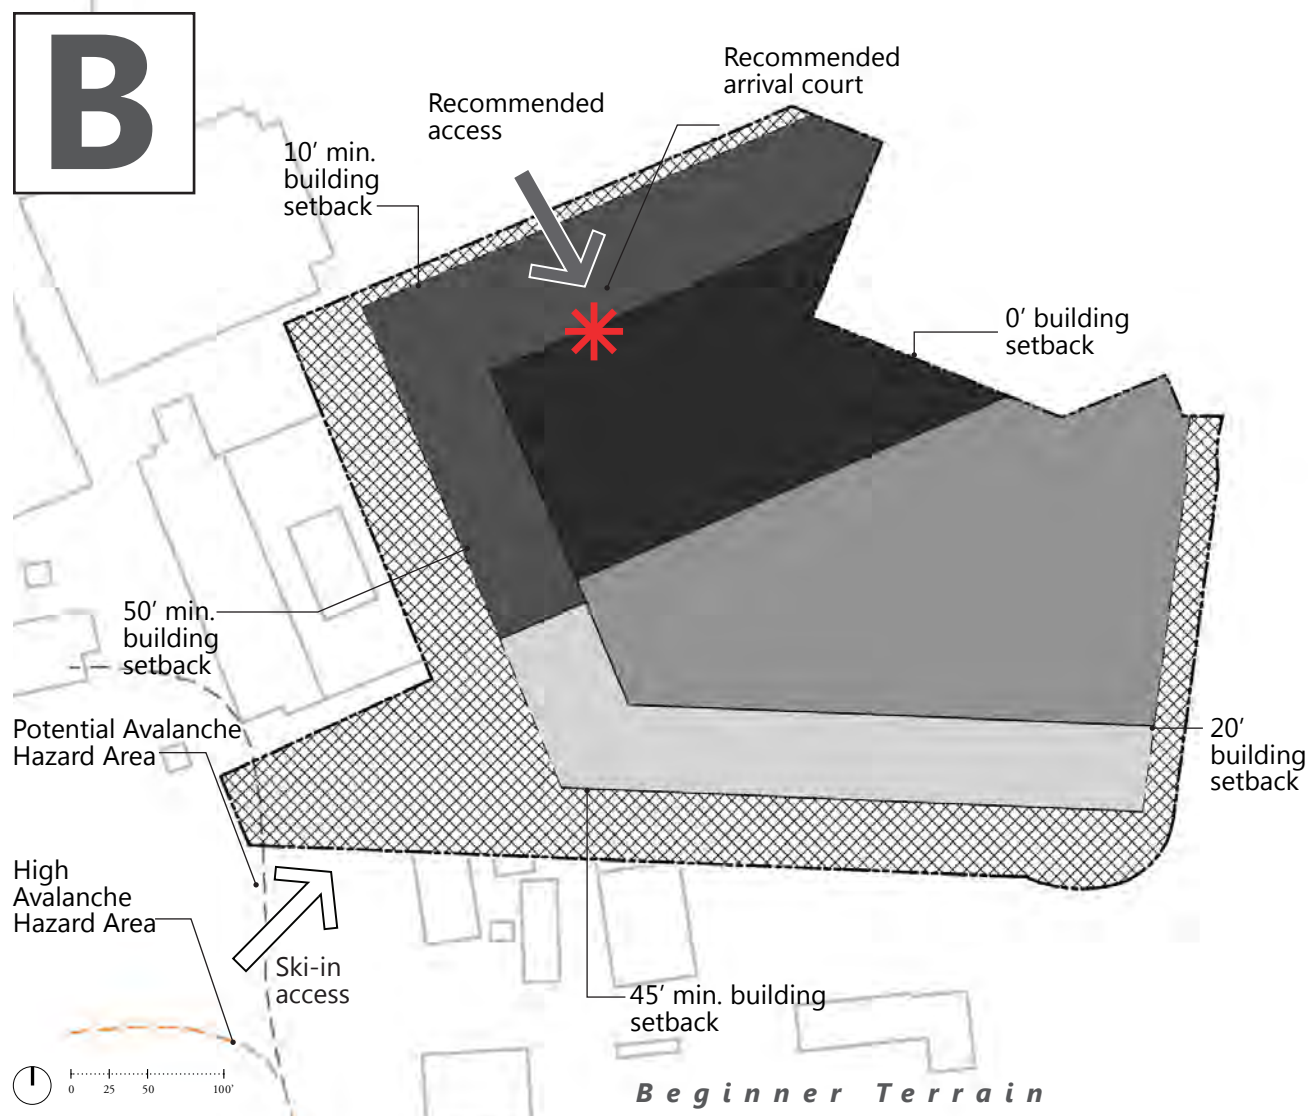 B
Recommended
arrival court
Recommended
access
10’ min.
building
setback
0’ building
setback
50’ min.
building
setback
Potential Avalanche
Hazard Area
20’
building
setback
High
Avalanche
Hazard Area
Ski-in
access
45’ min. building
setback
0 25 50 100’
Beginner Terrain